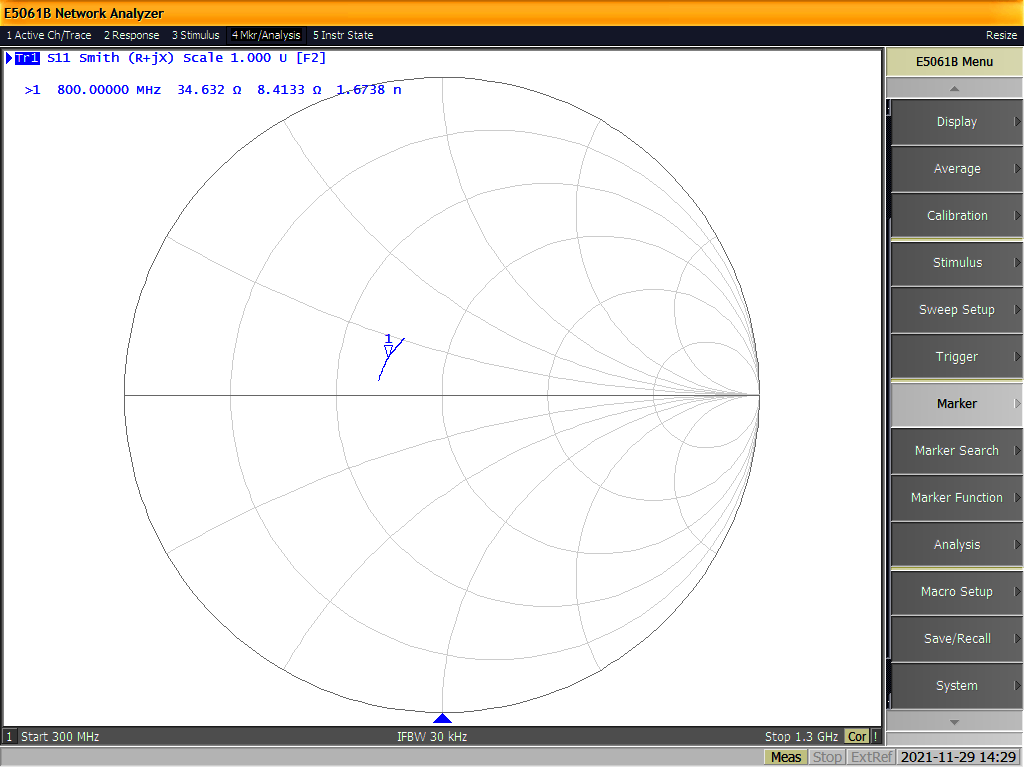 E5061B Network Analyzer
1 Active Ch/Trace 2 Response 3 Stimulus 4 Mkr/Analysis 5 Instr State Resize
Tr1 S11 Smith (R+jX) Scale 1.000 U [F2]
>1 800.00000 MHz 34.632 Ω 8.4133 Ω 1.6738 n
1
E5061B Menu
Display
Average
Calibration
Stimulus
Sweep Setup
Trigger
Marker
Marker Search
Marker Function
Analysis
Macro Setup
Save/Recall
System
1 Start 300 MHz IFBW 30 kHz Stop 1.3 GHz Cor !
Meas Stop ExtRef 2021-11-29 14:29